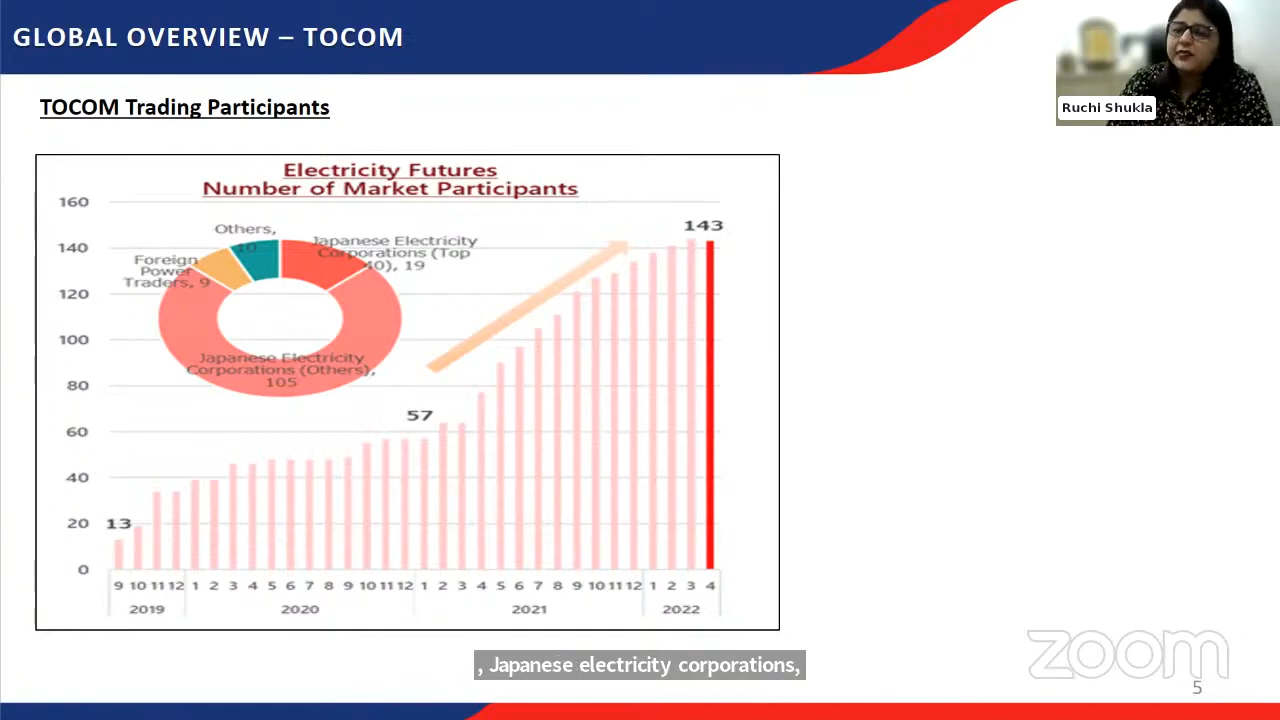 GLOBAL OVERVIEW – TOCOM
Ruchi Shukla
TOCOM Trading Participants
Electricity Futures
Number of Market Participants
160
140
120
100
80
60
40
20
0
Others,
10
Japanese Electricity
Corporations (Top
40), 19
Foreign
Power
Traders, 9
Japanese Electricity
Corporations (Others),
105
13
57
143
9 10 11 12 1 2 3 4 5 6 7 8 9 10 11 12 1 2 3 4 5 6 7 8 9 10 11 12 1 2 3 4
2019 2020 2021 2022
, Japanese electricity corporations,
zoom
5